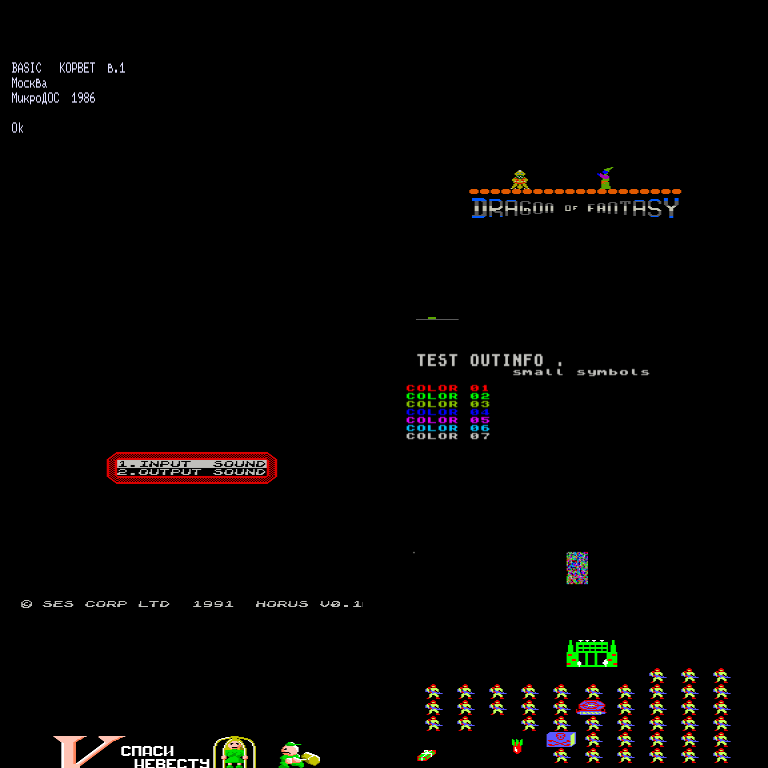 BASIC КОРВЕТ в.1
Москва
МикроДОС 1986
Ok
DRAGON OF FANTASY
TEST OUTINFO .
small symbols
COLOR 01
COLOR 02
COLOR 03
COLOR 04
COLOR 05
COLOR 06
COLOR 07
1.INPUT SOUND
2.OUTPUT SOUND
© SES CORP LTD 1991 HORUS V0.1
К СПАСИ
НЕВЕСТУ